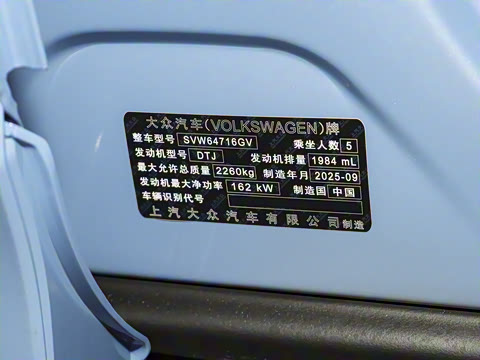 大众汽车(VOLKSWAGEN)牌
整车型号 SVW64716GV 乘坐人数 5
发动机型号 DTJ 发动机排量 1984 mL
最大允许总质量 2260kg 制造年月 2025-09
发动机最大净功率 162 kW 制造国 中国
车辆识别代号
上汽大众汽车有限公司制造